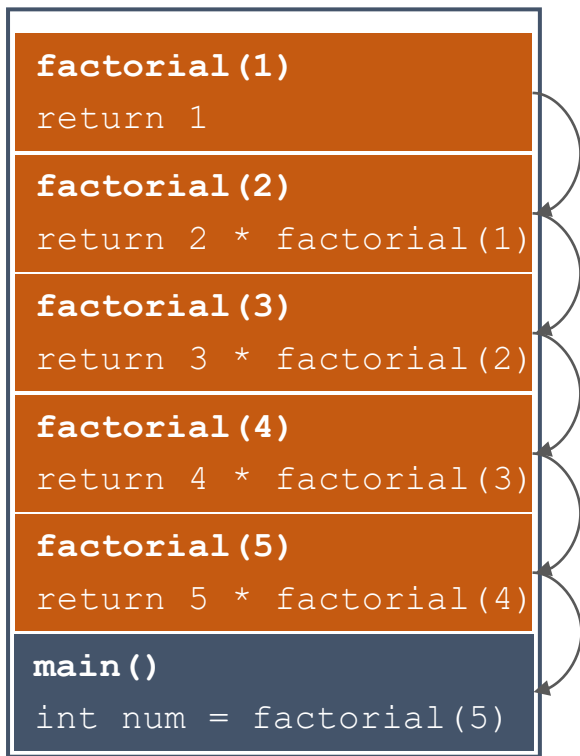 factorial(1)
return 1
factorial(2)
return 2 * factorial(1)
factorial(3)
return 3 * factorial(2)
factorial(4)
return 4 * factorial(3)
factorial(5)
return 5 * factorial(4)
main()
int num = factorial(5)